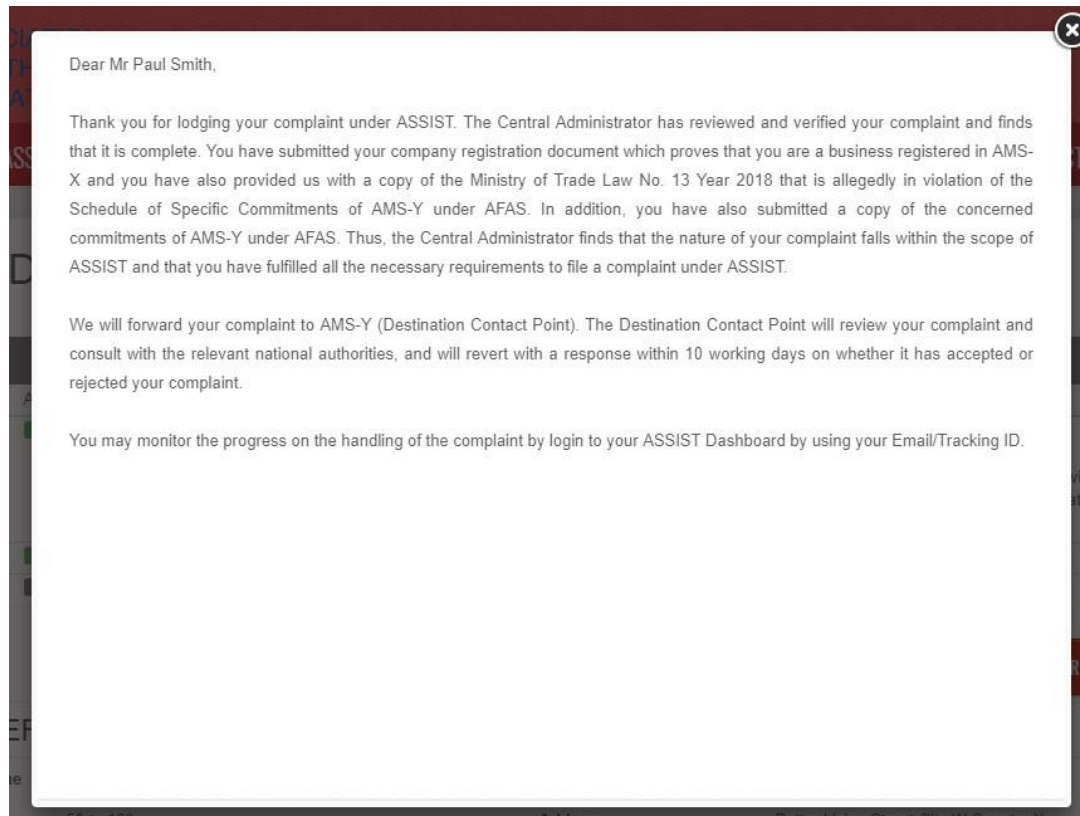 Dear Mr Paul Smith,
Thank you for lodging your complaint under ASSIST. The Central Administrator has reviewed and verified your complaint and finds
that it is complete. You have submitted your company registration document which proves that you are a business registered in AMS-
X and you have also provided us with a copy of the Ministry of Trade Law No. 13 Year 2018 that is allegedly in violation of the
Schedule of Specific Commitments of AMS-Y under AFAS. In addition, you have also submitted a copy of the concerned
commitments of AMS-Y under AFAS. Thus, the Central Administrator finds that the nature of your complaint falls within the scope of
ASSIST and that you have fulfilled all the necessary requirements to file a complaint under ASSIST.
We will forward your complaint to AMS-Y (Destination Contact Point). The Destination Contact Point will review your complaint and
consult with the relevant national authorities, and will revert with a response within 10 working days on whether it has accepted or
rejected your complaint.
You may monitor the progress on the handling of the complaint by login to your ASSIST Dashboard by using your Email/Tracking ID.